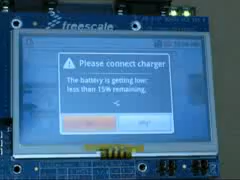 freescale
Please connect charger
The battery is getting low:
less than 15% remaining.